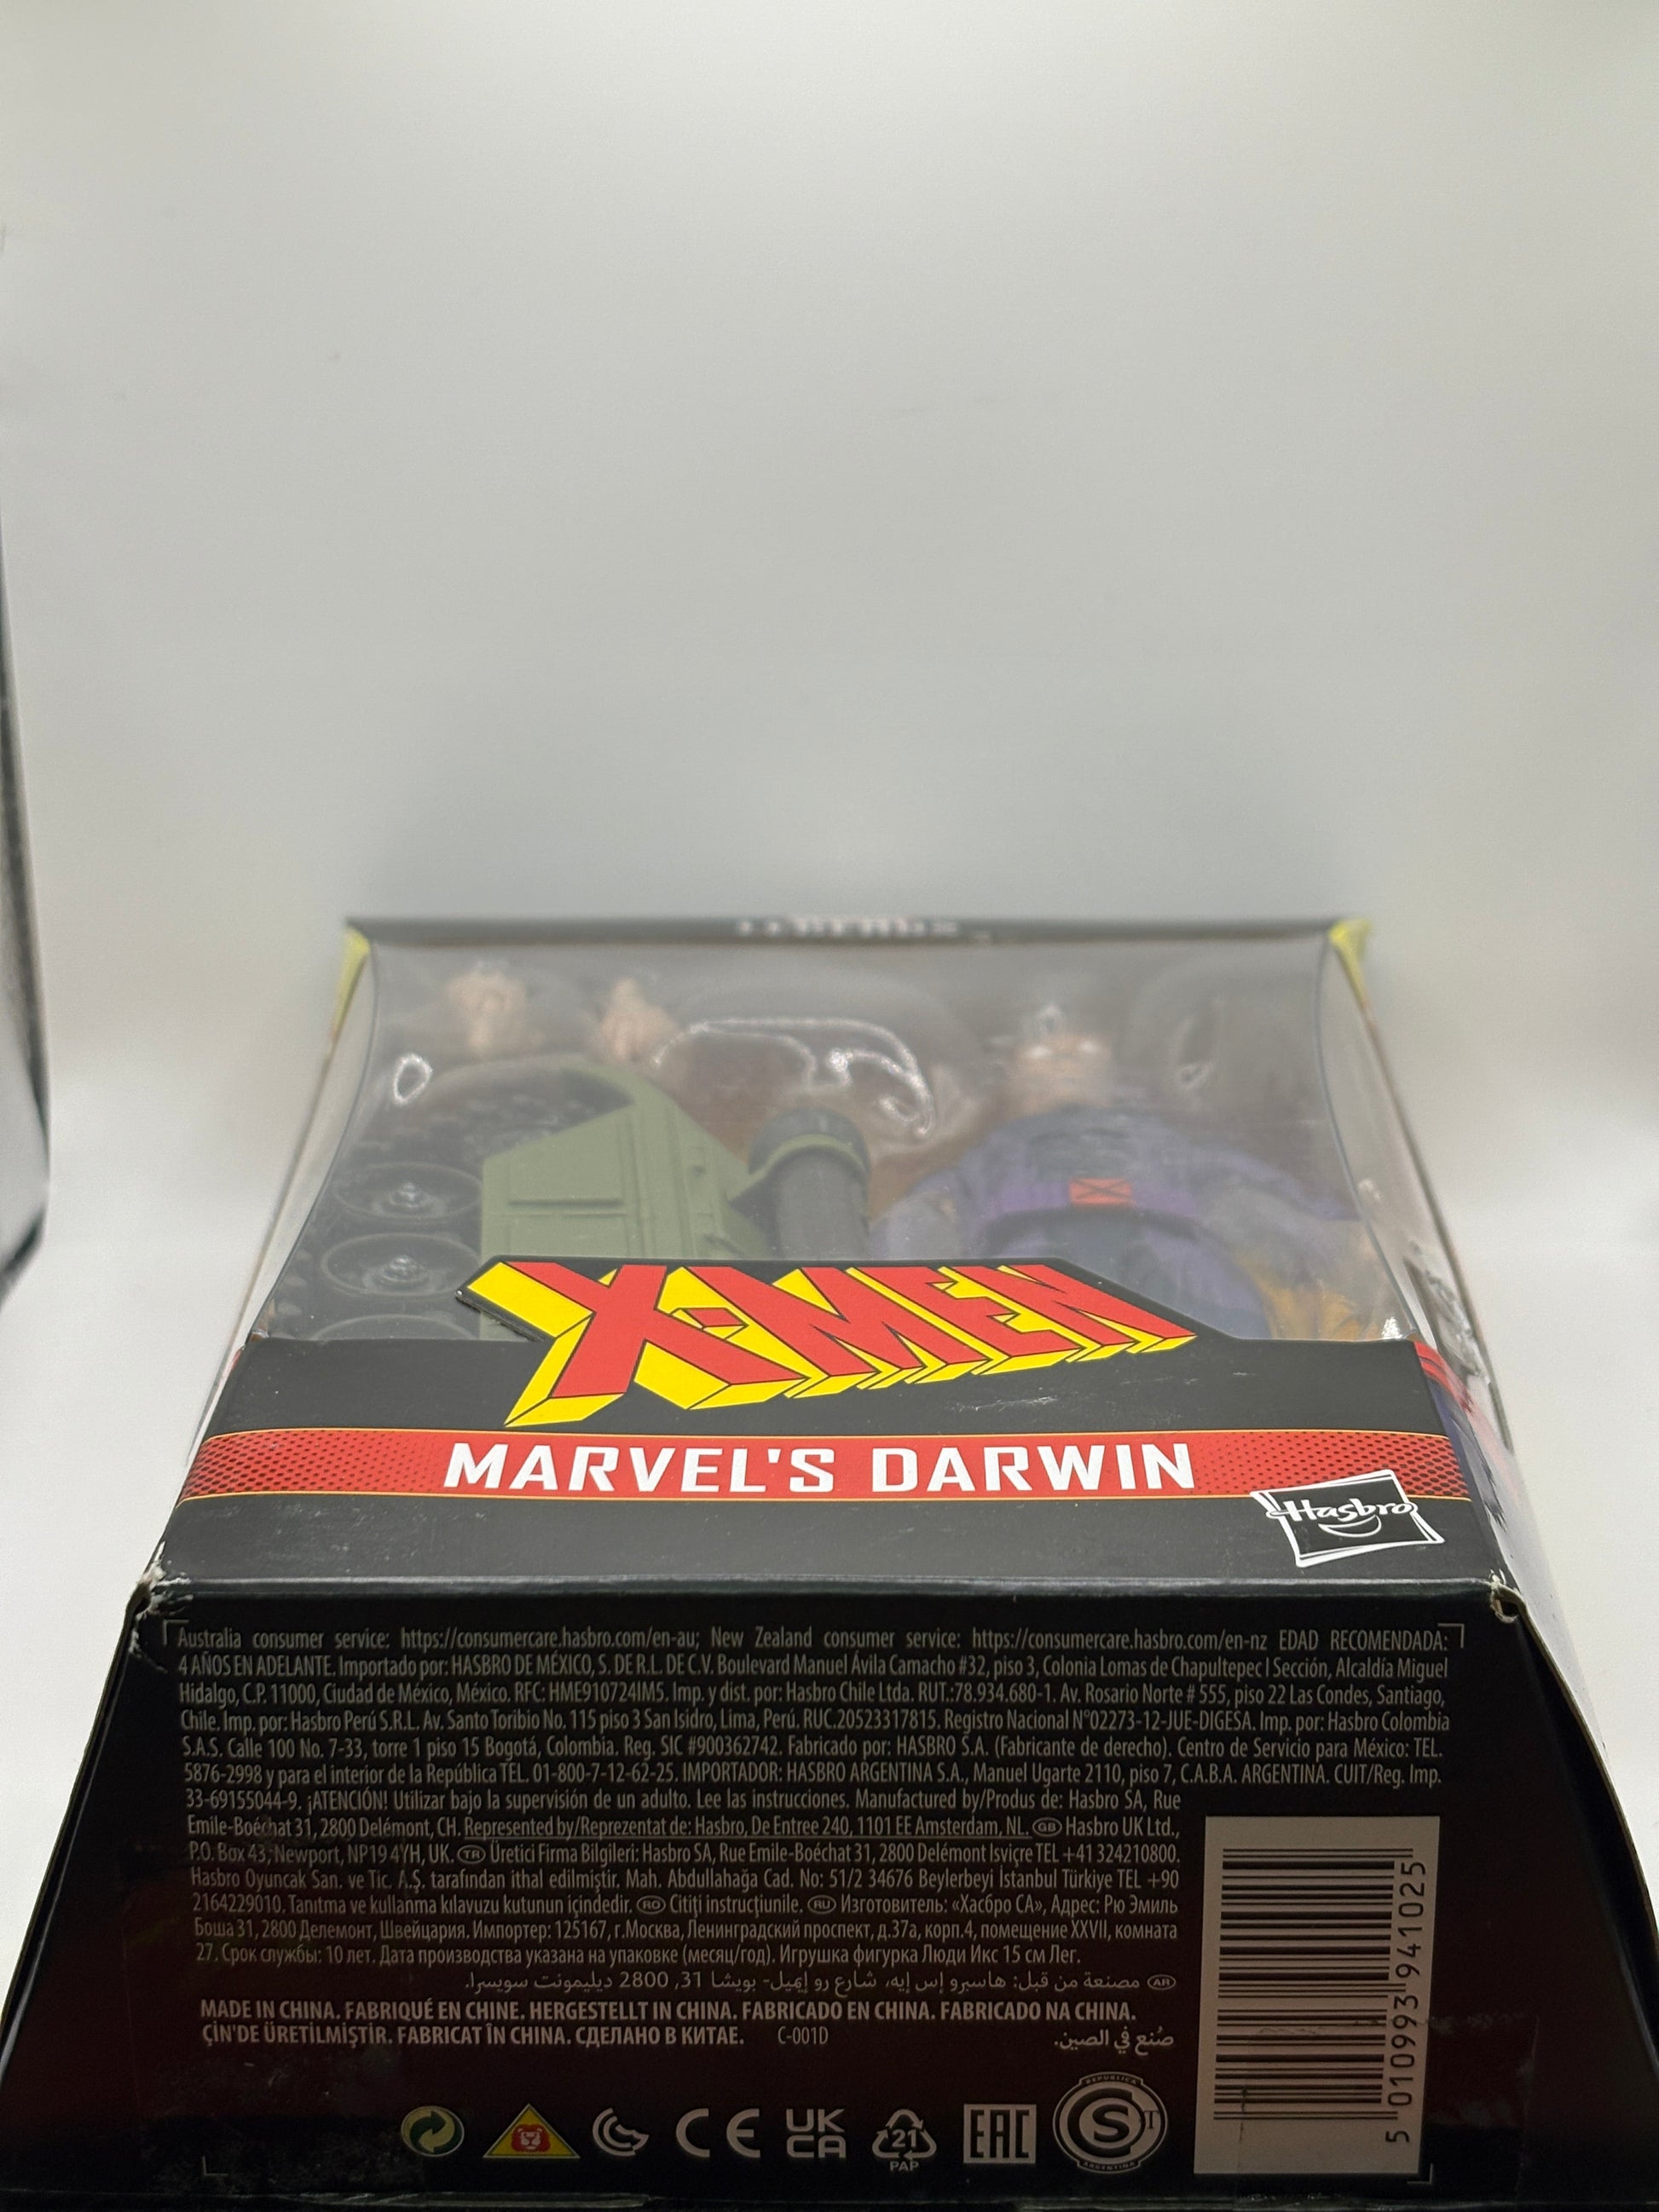 X-MEN
MARVEL'S DARWIN
Hasbro
Australia consumer service: https://consumercare.hasbro.com/en-au; New Zealand consumer service: https://consumercare.hasbro.com/en-nz EDAD RECOMENDADA:
4 AÑOS EN ADELANTE. Importado por: HASBRO DE MÉXICO, S. DE R.L. DE C.V. Boulevard Manuel Ávila Camacho #32, piso 3, Colonia Lomas de Chapultepec I Sección, Alcaldía Miguel
Hidalgo, C.P. 11000, Ciudad de México, México. RFC: HME910724IM5. Imp. y dist. por: Hasbro Chile Ltda. RUT.:78.934.680-1. Av. Rosario Norte # 555, piso 22 Las Condes, Santiago,
Chile. Imp. por: Hasbro Perú S.R.L. Av. Santo Toribio No. 115 piso 3 San Isidro, Lima, Perú. RUC.20523317815. Registro Nacional N°02273-12-JUE-DIGESA. Imp. por: Hasbro Colombia
S.A.S. Calle 100 No. 7-33, torre 1 piso 15 Bogotá, Colombia. Reg. SIC #900362742. Fabricado por: HASBRO S.A. (Fabricante de derecho). Centro de Servicio para México: TEL.
5876-2998 y para el interior de la República TEL. 01-800-7-12-62-25. IMPORTADOR: HASBRO ARGENTINA S.A., Manuel Ugarte 2110, piso 7, C.A.B.A. ARGENTINA. CUIT/Reg. Imp.
33-69155044-9. ¡ATENCIÓN! Utilizar bajo la supervisión de un adulto. Lee las instrucciones. Manufactured by/Produs de: Hasbro SA, Rue
Emile-Boéchat 31, 2800 Delémont, CH. Represented by/Reprezentat de: Hasbro, De Entree 240, 1101 EE Amsterdam, NL. GB Hasbro UK Ltd.,
P.O. Box 43, Newport, NP19 4YH, UK. TR Üretici Firma Bilgileri: Hasbro SA, Rue Emile-Boéchat 31, 2800 Delémont Isviçre TEL +41 324210800.
Hasbro Oyuncak San. ve Tic. A.Ş. tarafından ithal edilmiştir. Mah. Abdullahağa Cad. No: 51/2 34676 Beylerbeyi İstanbul Türkiye TEL +90
2164229010. Tanıtma ve kullanma kılavuzu kutunun içindedir. RO Citiți instrucțiunile. RU Изготовитель: «Хасбро СА», Адрес: Рю Эмиль
Боша 31, 2800 Делемонт, Швейцария. Импортер: 125167, г.Москва, Ленинградский проспект, д.37а, корп.4, помещение XXVII, комната
27. Срок службы: 10 лет. Дата производства указана на упаковке (месяц/год). Игрушка фигурка Люди Икс 15 см Лег.
AR مصنعة من قبل: هاسبرو إس إيه، شارع رو إميل- بويشا 31، 2800 ديليمونت سويسرا.
MADE IN CHINA. FABRIQUÉ EN CHINE. HERGESTELLT IN CHINA. FABRICADO EN CHINA. FABRICADO NA CHINA.
ÇİN'DE ÜRETİLMİŞTİR. FABRICAT ÎN CHINA. СДЕЛАНО В КИТАЕ. C-001D صُنع في الصين.
CE UK CA 21 PAP EAC REPUBLICA S ARGENTINA
5 010993 941025